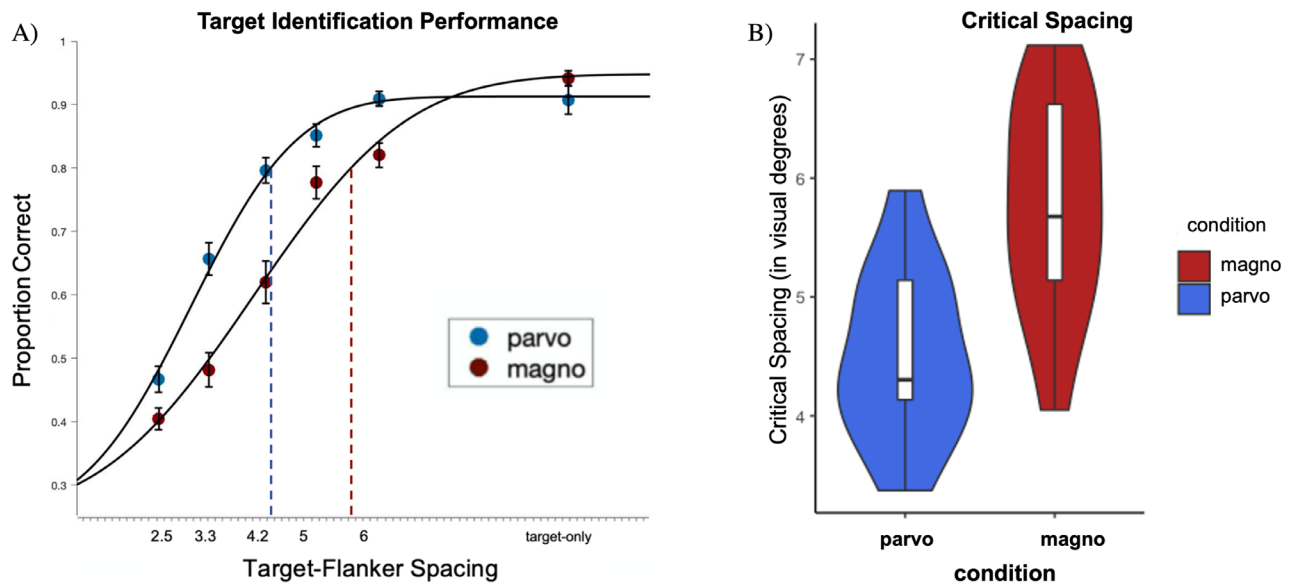 A)
Target Identification Performance
1
0.9
0.8
0.7
0.6
0.5
0.4
0.3
Proportion Correct
parvo
magno
2.5 3.3 4.2 5 6 target-only
Target-Flanker Spacing
B)
Critical Spacing
7
6
5
4
Critical Spacing (in visual degrees)
parvo magno
condition
condition
magno
parvo